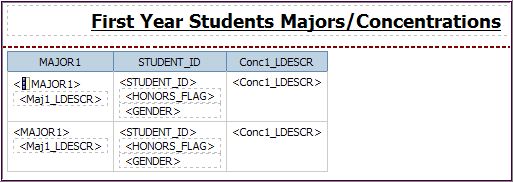 First Year Students Majors/Concentrations
MAJOR1 STUDENT_ID Conc1_LDESCR
<MAJOR1> <STUDENT_ID> <Conc1_LDESCR>
<Maj1_LDESCR> <HONORS_FLAG>
<GENDER>
<MAJOR1> <STUDENT_ID> <Conc1_LDESCR>
<Maj1_LDESCR> <HONORS_FLAG>
<GENDER>